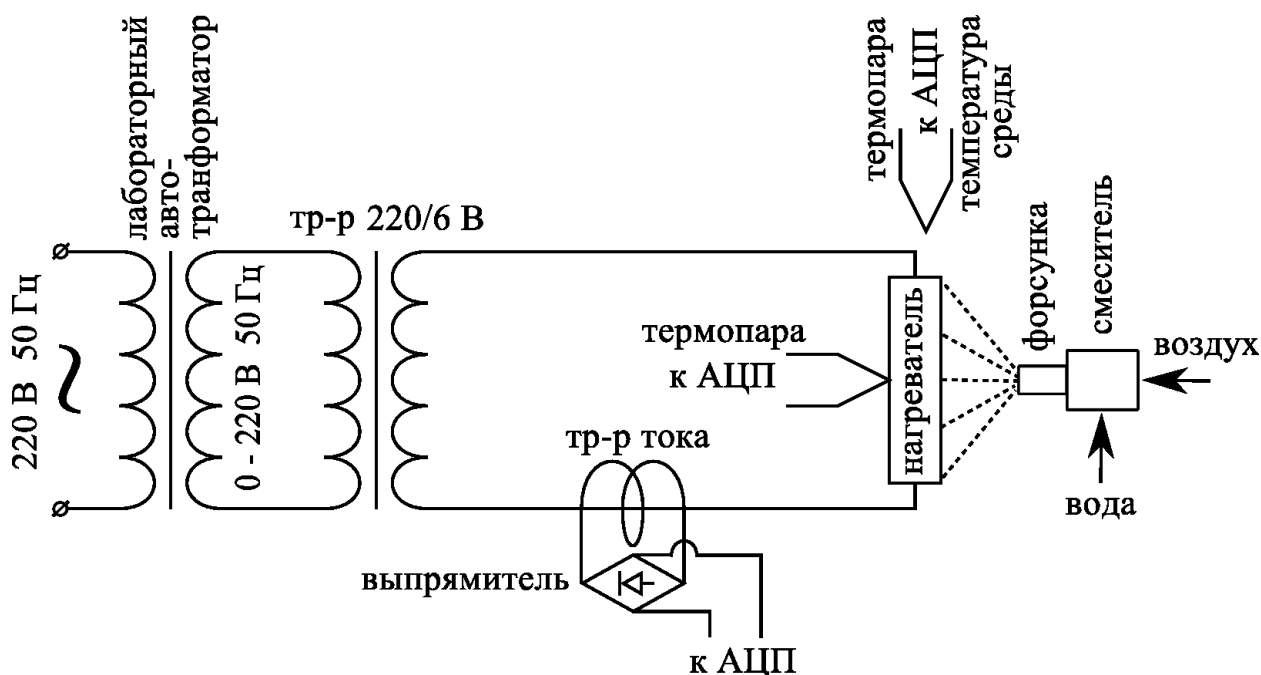 220 В 50 Гц
~
лабораторный
авто-
транформатор
0 - 220 В 50 Гц
тр-р 220/6 В
термопара
к АЦП
тр-р тока
выпрямитель
к АЦП
термопара
к АЦП
температура
среды
нагреватель
форсунка
смеситель
воздух
вода